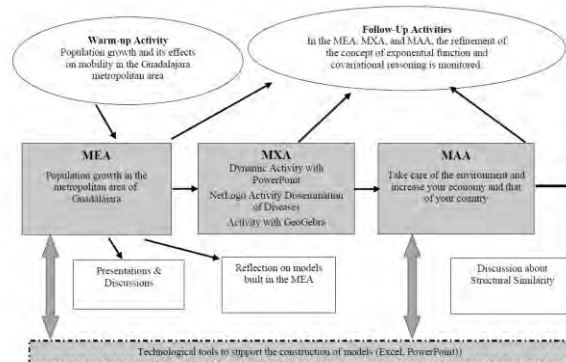 Warm-up Activity
Population growth and its effects
on mobility in the Guadalajara
metropolitan area
Follow-Up Activities
In the MEA, MXA, and MAA, the refinement of
the concept of exponential function and
covariational reasoning is monitored.
MEA
Population growth in the
metropolitan area of
Guadalajara
MXA
Dynamic Activity with
PowerPoint
NetLogo Activity Dissemination
of Diseases
Activity with GeoGebra
MAA
Take care of the environment and
increase your economy and that
of your country
Presentations &
Discussions
Reflection on models
built in the MEA
Discussion about
Structural Similarity
Technological tools to support the construction of models (Excel, PowerPoint))